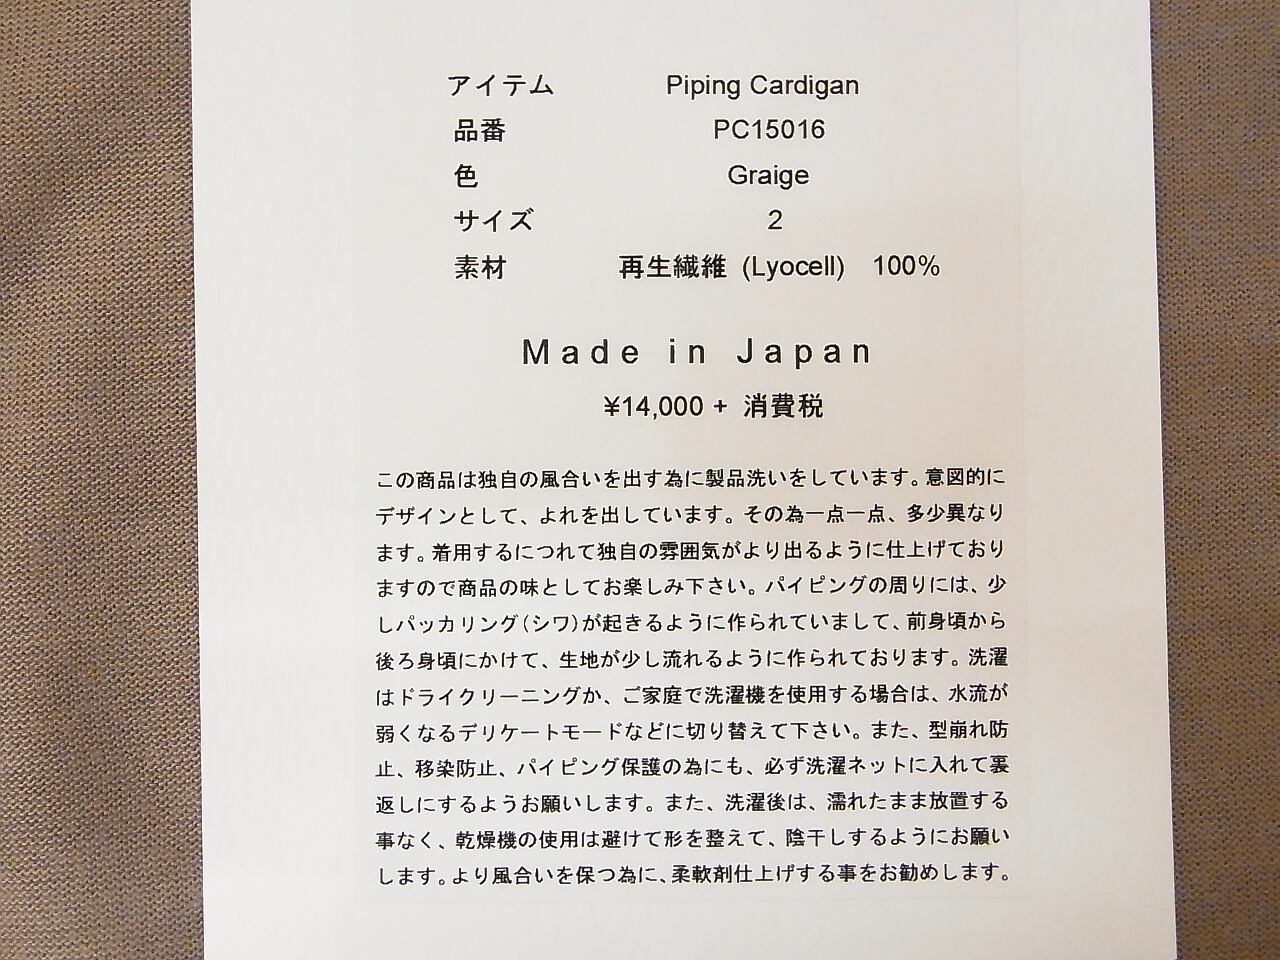 アイテム Piping Cardigan
品番 PC15016
色 Graige
サイズ 2
素材 再生繊維 (Lyocell) 100%
Made in Japan
¥14,000 + 消費税
この商品は独自の風合いを出す為に製品洗いをしています。意図的に
デザインとして、よれを出しています。その為一点一点、多少異なり
ます。着用するにつれて独自の雰囲気がより出るように仕上げており
ますので商品の味としてお楽しみ下さい。パイピングの周りには、少
しパッカリング(シワ)が起きるように作られていまして、前身頃から
後ろ身頃にかけて、生地が少し流れるように作られております。洗濯
はドライクリーニングか、ご家庭で洗濯機を使用する場合は、水流が
弱くなるデリケートモードなどに切り替えて下さい。また、型崩れ防
止、移染防止、パイピング保護の為にも、必ず洗濯ネットに入れて裏
返しにするようお願いします。また、洗濯後は、濡れたまま放置する
事なく、乾燥機の使用は避けて形を整えて、陰干しするようにお願い
します。より風合いを保つ為に、柔軟剤仕上げする事をお勧めします。